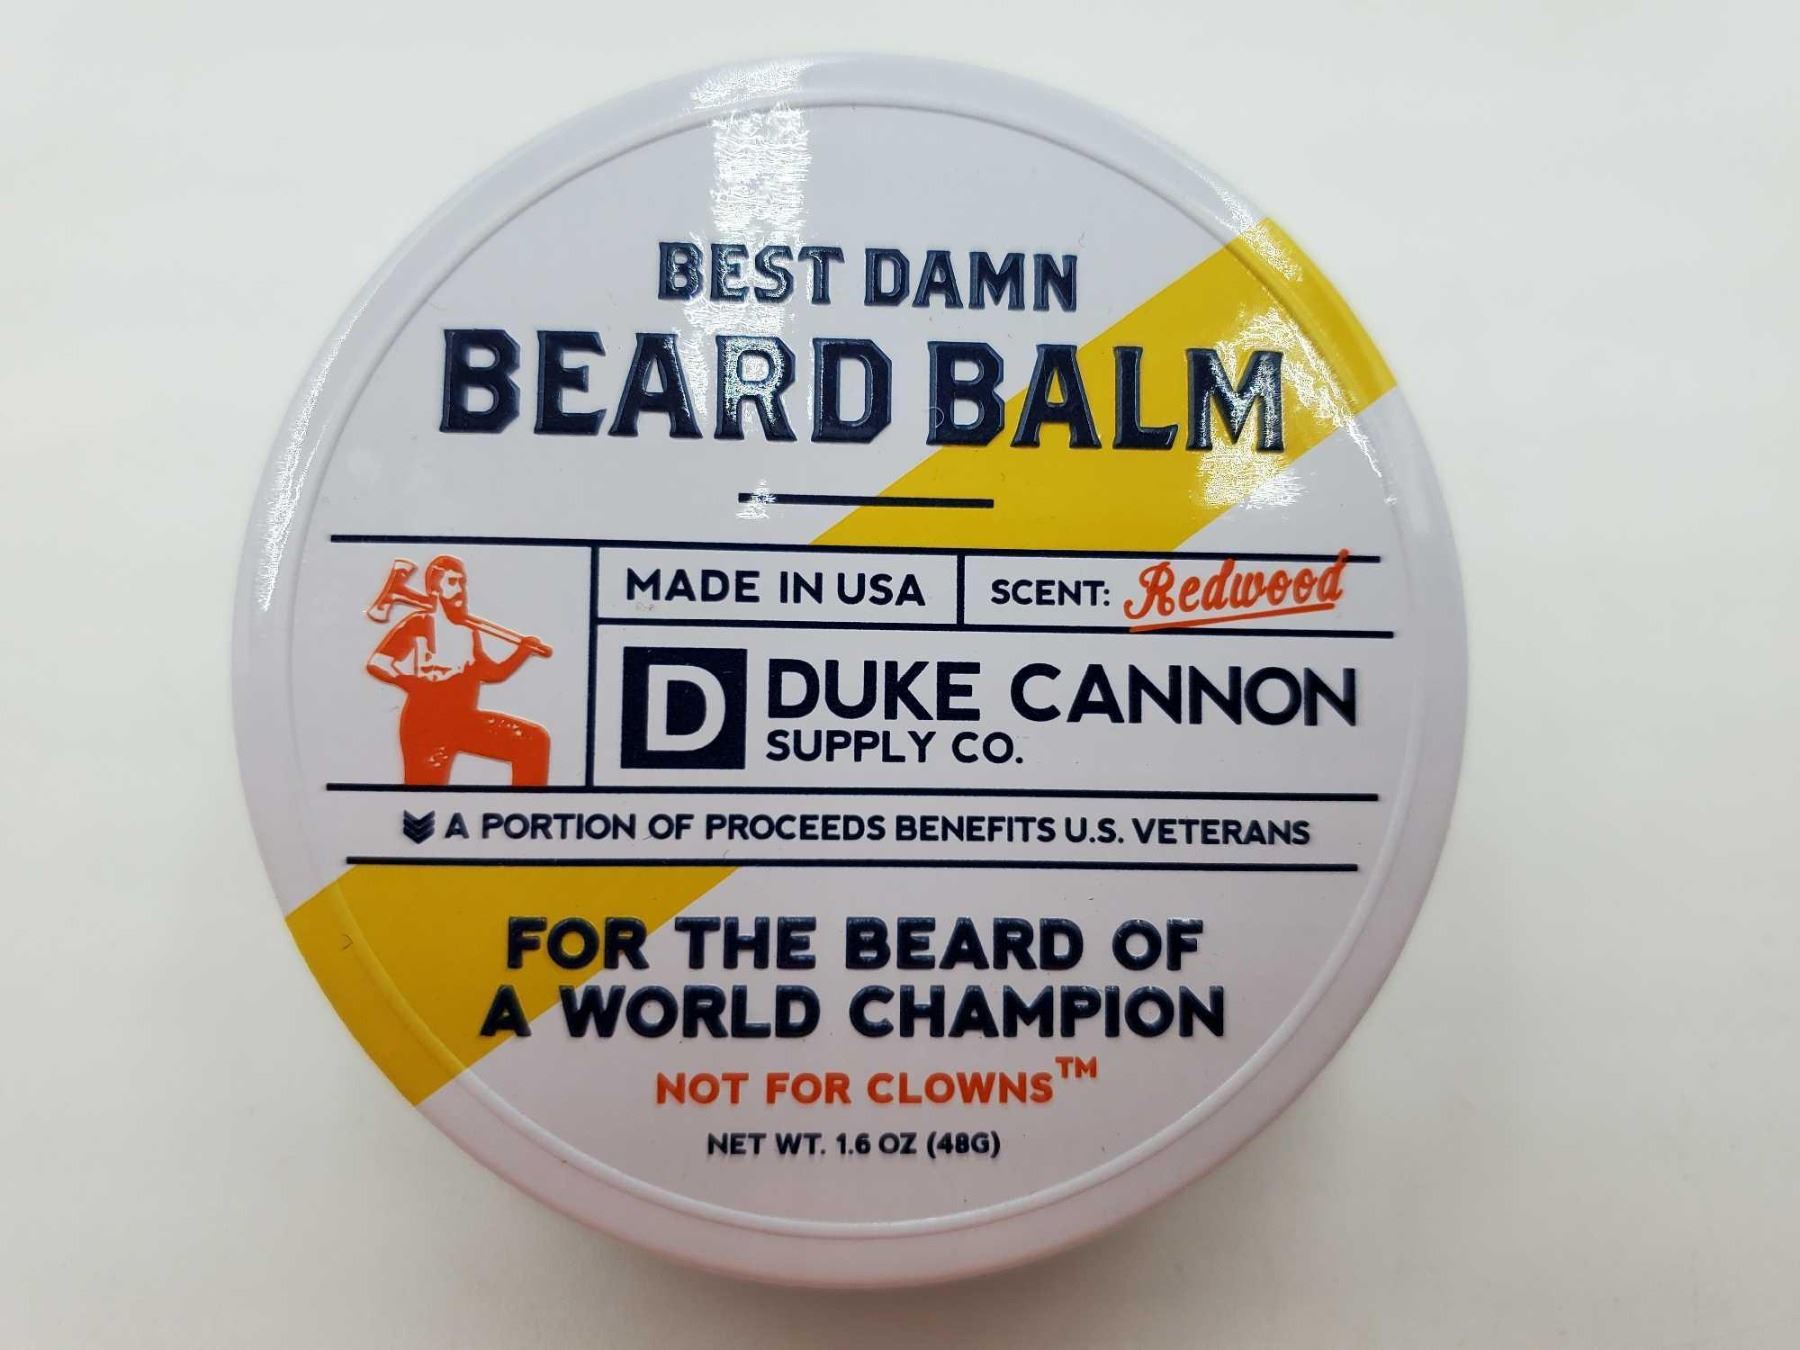 BEST DAMN
BEARD BALM
MADE IN USA
SCENT: Redwood
D DUKE CANNON
SUPPLY CO.
A PORTION OF PROCEEDS BENEFITS U.S. VETERANS
FOR THE BEARD OF
A WORLD CHAMPION
NOT FOR CLOWNS™
NET WT. 1.6 OZ (48G)